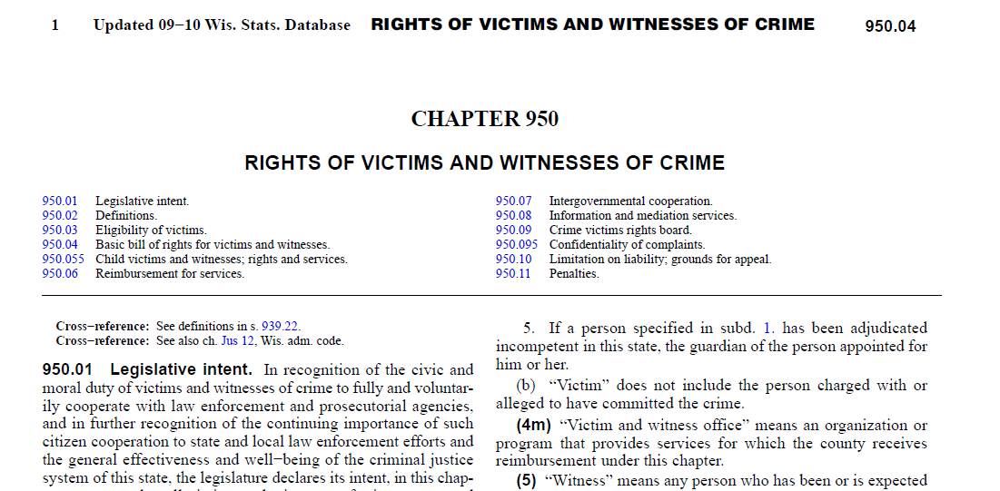 1 Updated 09−10 Wis. Stats. Database RIGHTS OF VICTIMS AND WITNESSES OF CRIME 950.04
CHAPTER 950
RIGHTS OF VICTIMS AND WITNESSES OF CRIME
950.01 Legislative intent.
950.02 Definitions.
950.03 Eligibility of victims.
950.04 Basic bill of rights for victims and witnesses.
950.055 Child victims and witnesses; rights and services.
950.06 Reimbursement for services.
950.07 Intergovernmental cooperation.
950.08 Information and mediation services.
950.09 Crime victims rights board.
950.095 Confidentiality of complaints.
950.10 Limitation on liability; grounds for appeal.
950.11 Penalties.
Cross−reference: See definitions in s. 939.22.
Cross−reference: See also ch. Jus 12, Wis. adm. code.
950.01 Legislative intent. In recognition of the civic and
moral duty of victims and witnesses of crime to fully and voluntar-
ily cooperate with law enforcement and prosecutorial agencies,
and in further recognition of the continuing importance of such
citizen cooperation to state and local law enforcement efforts and
the general effectiveness and well−being of the criminal justice
system of this state, the legislature declares its intent, in this chap-
5. If a person specified in subd. 1. has been adjudicated
incompetent in this state, the guardian of the person appointed for
him or her.
(b) “Victim” does not include the person charged with or
alleged to have committed the crime.
(4m) “Victim and witness office” means an organization or
program that provides services for which the county receives
reimbursement under this chapter.
(5) “Witness” means any person who has been or is expected